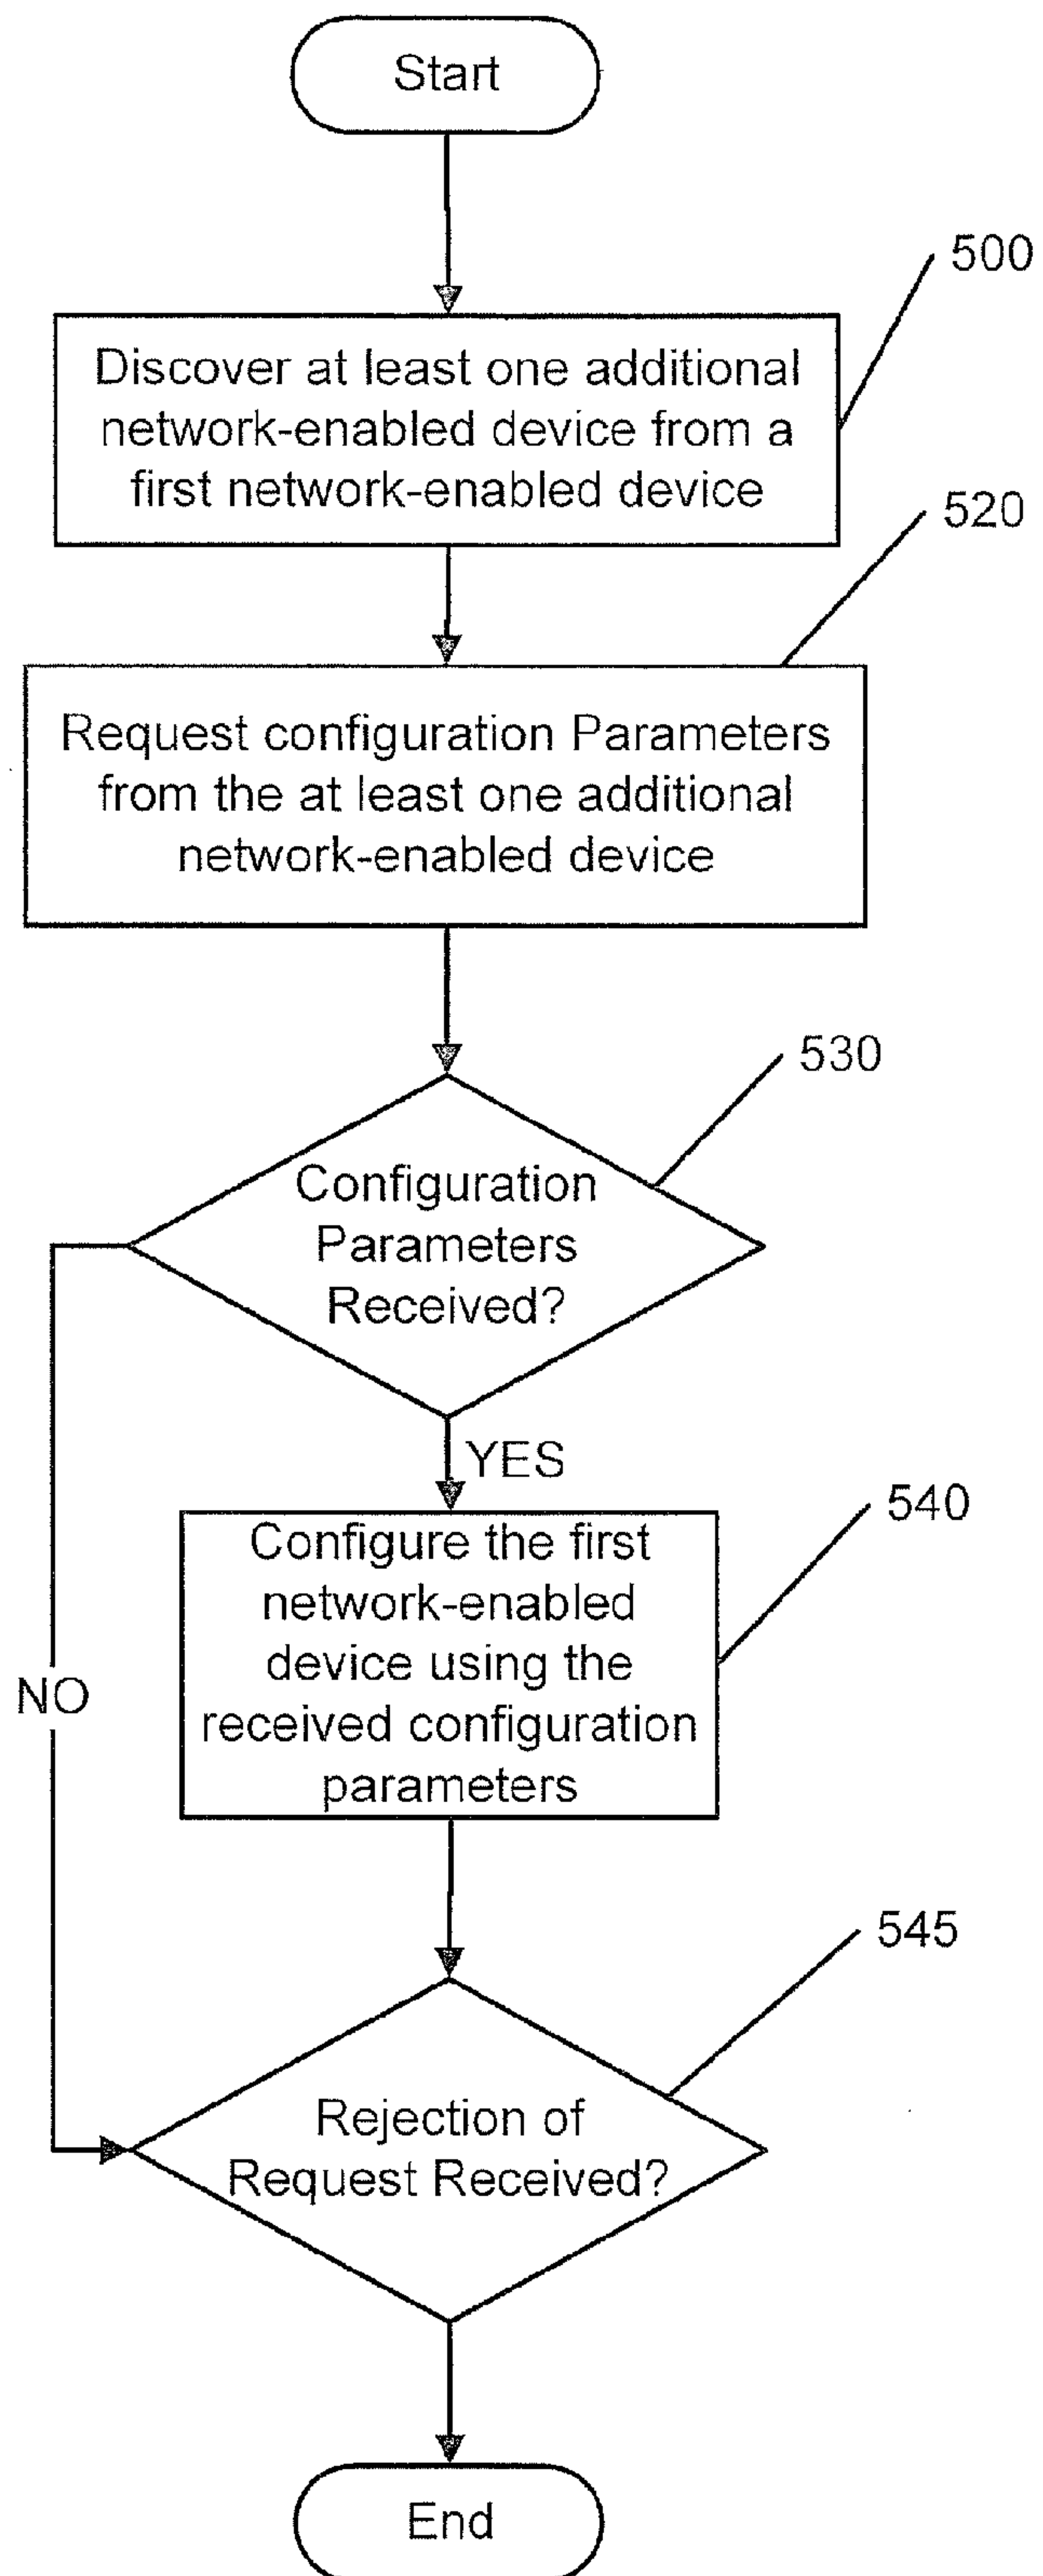 Start
500
Discover at least one additional
network-enabled device from a
first network-enabled device
520
Request configuration Parameters
from the at least one additional
network-enabled device
530
Configuration
Parameters
Received?
YES
540
Configure the first
network-enabled
device using the
received configuration
parameters
NO
545
Rejection of
Request Received?
End